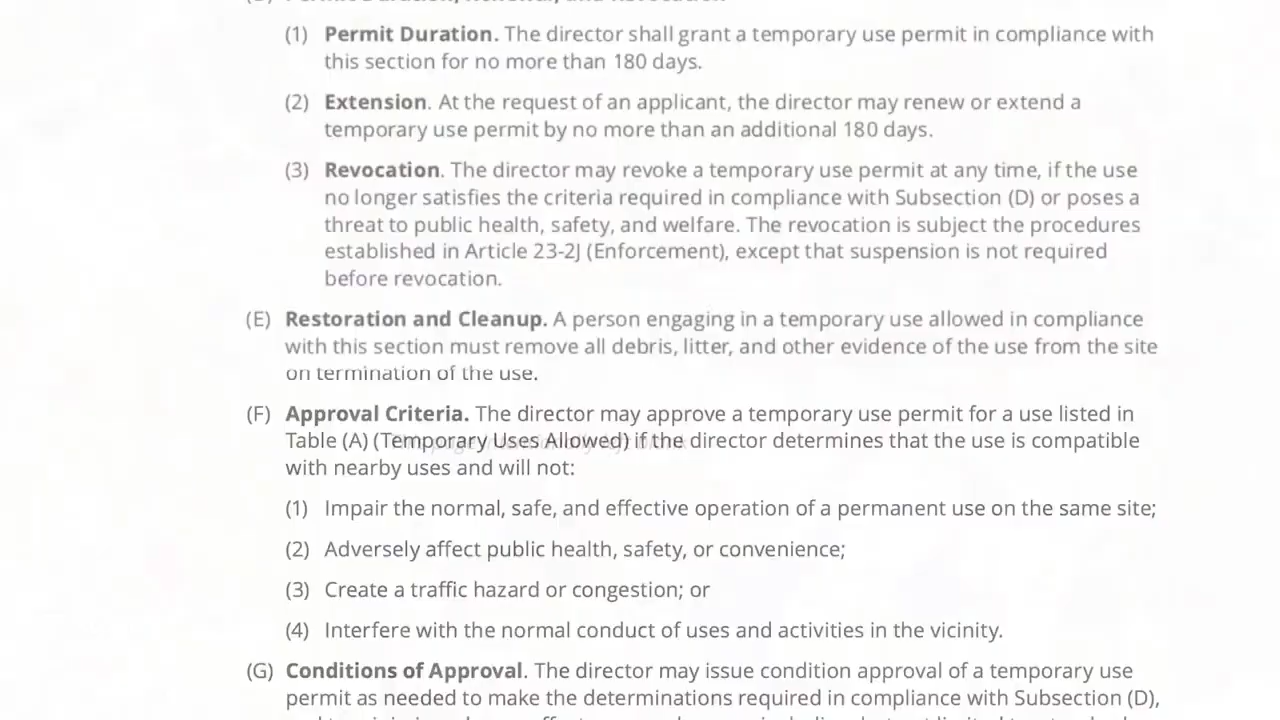 (1) Permit Duration. The director shall grant a temporary use permit in compliance with
this section for no more than 180 days.
(2) Extension. At the request of an applicant, the director may renew or extend a
temporary use permit by no more than an additional 180 days.
(3) Revocation. The director may revoke a temporary use permit at any time, if the use
no longer satisfies the criteria required in compliance with Subsection (D) or poses a
threat to public health, safety, and welfare. The revocation is subject the procedures
established in Article 23-2J (Enforcement), except that suspension is not required
before revocation.
(E) Restoration and Cleanup. A person engaging in a temporary use allowed in compliance
with this section must remove all debris, litter, and other evidence of the use from the site
on termination of the use.
(F) Approval Criteria. The director may approve a temporary use permit for a use listed in
Table (A) (Temporary Uses Allowed) if the director determines that the use is compatible
with nearby uses and will not:
(1) Impair the normal, safe, and effective operation of a permanent use on the same site;
(2) Adversely affect public health, safety, or convenience;
(3) Create a traffic hazard or congestion; or
(4) Interfere with the normal conduct of uses and activities in the vicinity.
(G) Conditions of Approval. The director may issue condition approval of a temporary use
permit as needed to make the determinations required in compliance with Subsection (D),